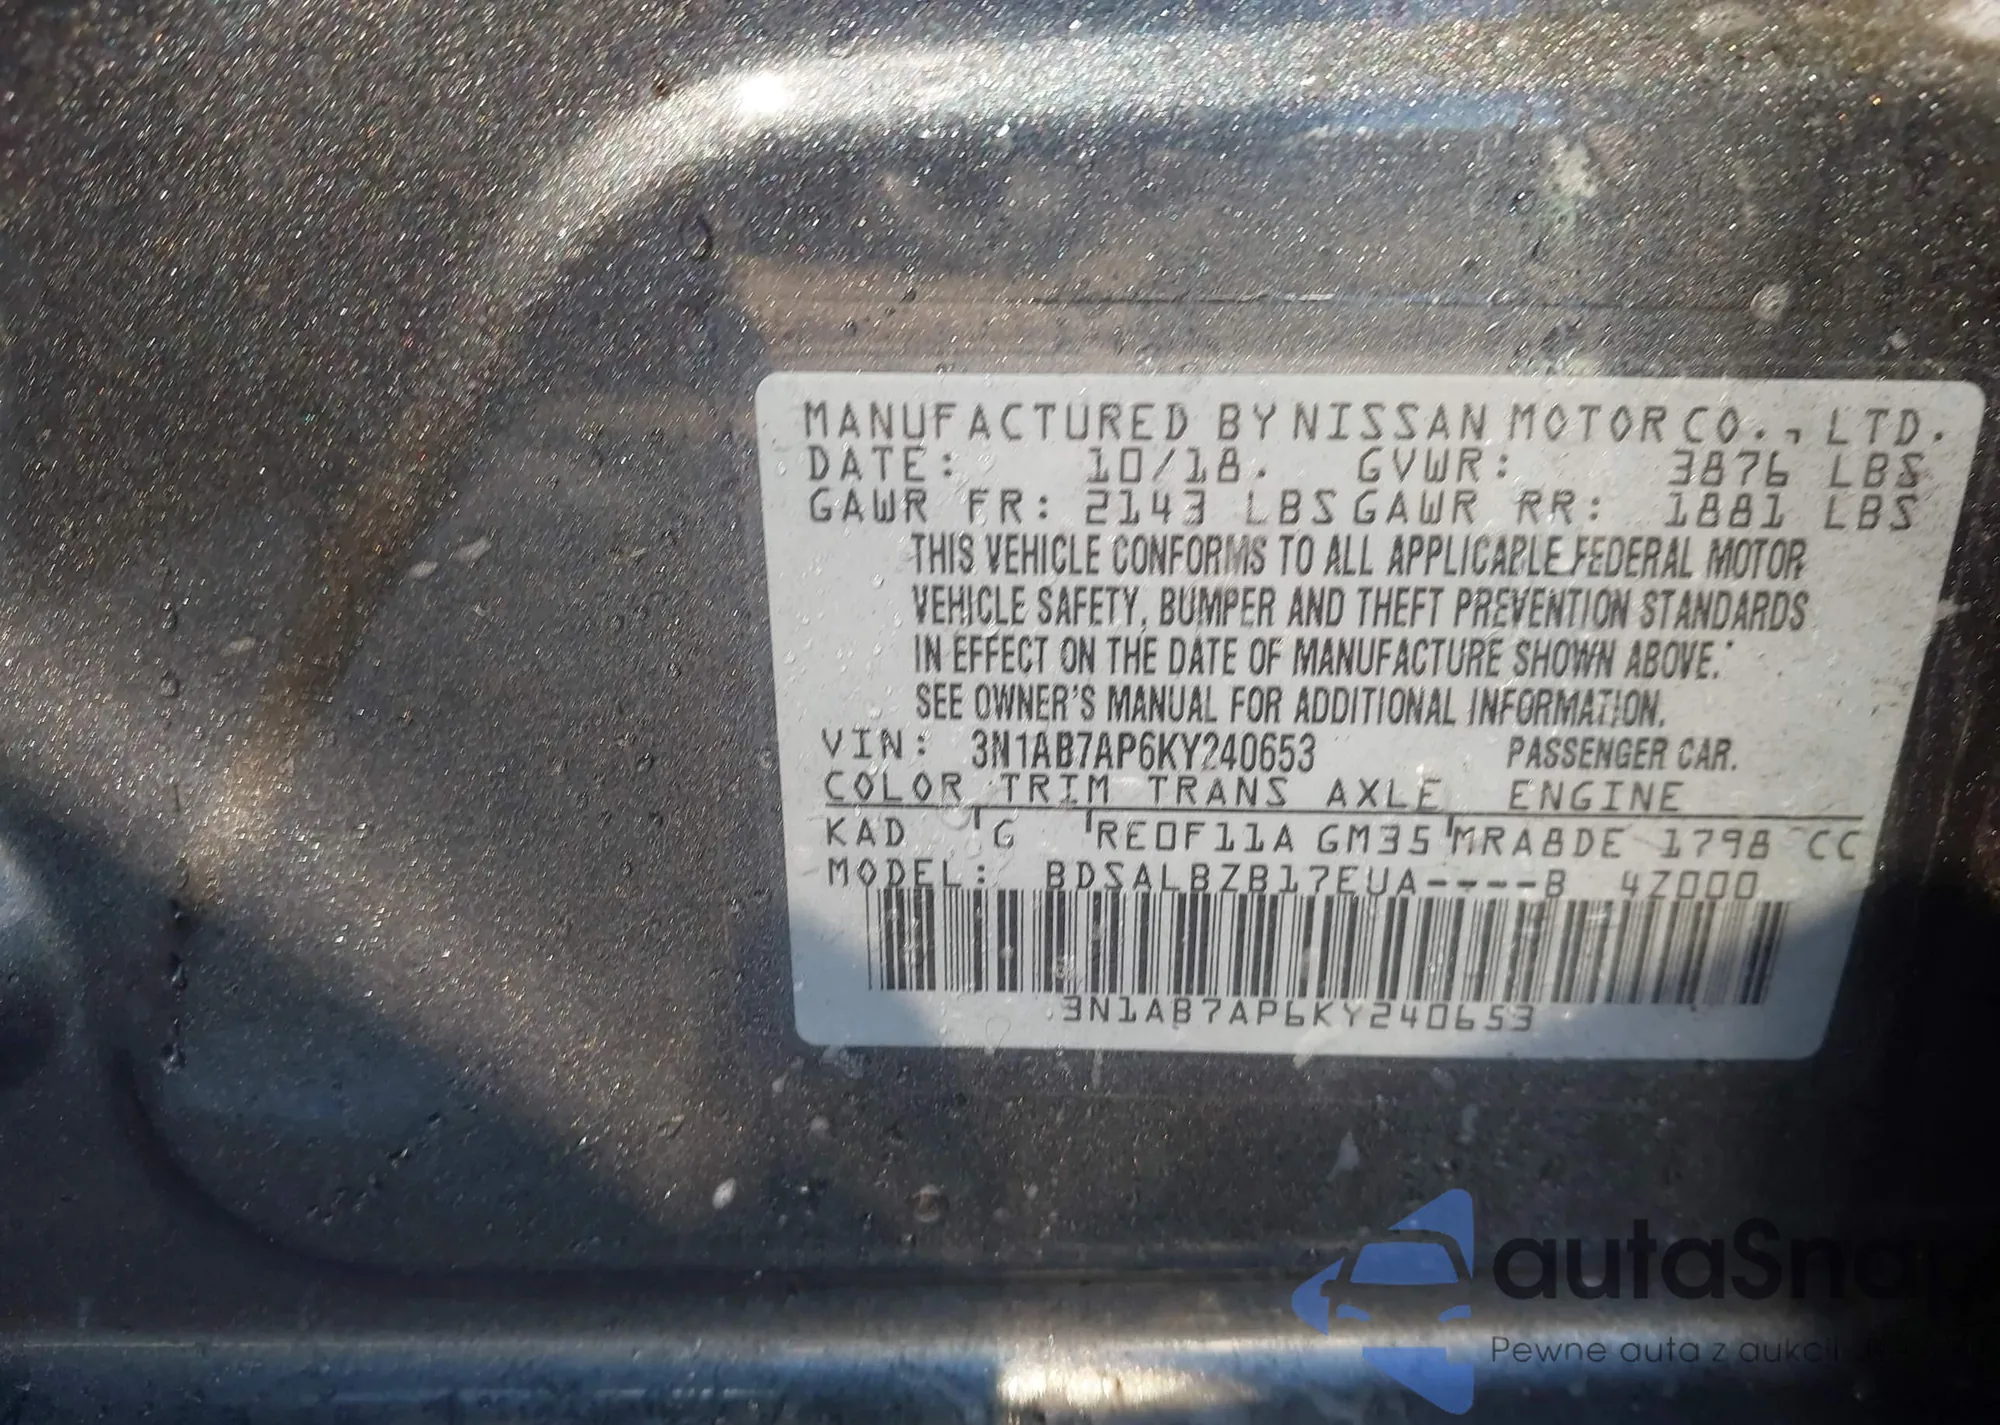 MANUFACTURED BY NISSAN MOTOR CO., LTD.
DATE: 10/18. GVWR: 3876 LBS
GAWR FR: 2143 LBS GAWR RR: 1881 LBS
THIS VEHICLE CONFORMS TO ALL APPLICABLE FEDERAL MOTOR
VEHICLE SAFETY, BUMPER AND THEFT PREVENTION STANDARDS
IN EFFECT ON THE DATE OF MANUFACTURE SHOWN ABOVE.
SEE OWNER'S MANUAL FOR ADDITIONAL INFORMATION.
VIN: 3N1AB7AP6KY240653 PASSENGER CAR.
COLOR TRIM TRANS AXLE ENGINE
KAD G RE0F11A GM35 MRA8DE 1798 CC
MODEL: BDSALBZB17EUA----B 4Z000
3N1AB7AP6KY240653
autaSna
Pewne auta z